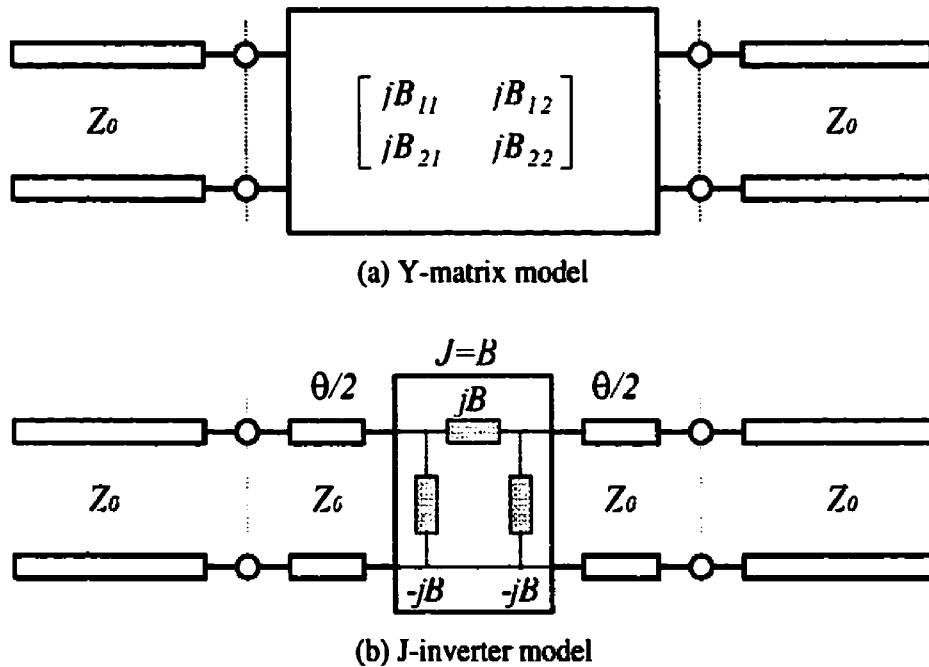 Z0
jB11 jB12
jB21 jB22
Z0
(a) Y-matrix model
J=B
θ/2 jB θ/2
Z0 Z0 Z0 Z0
-jB -jB
(b) J-inverter model